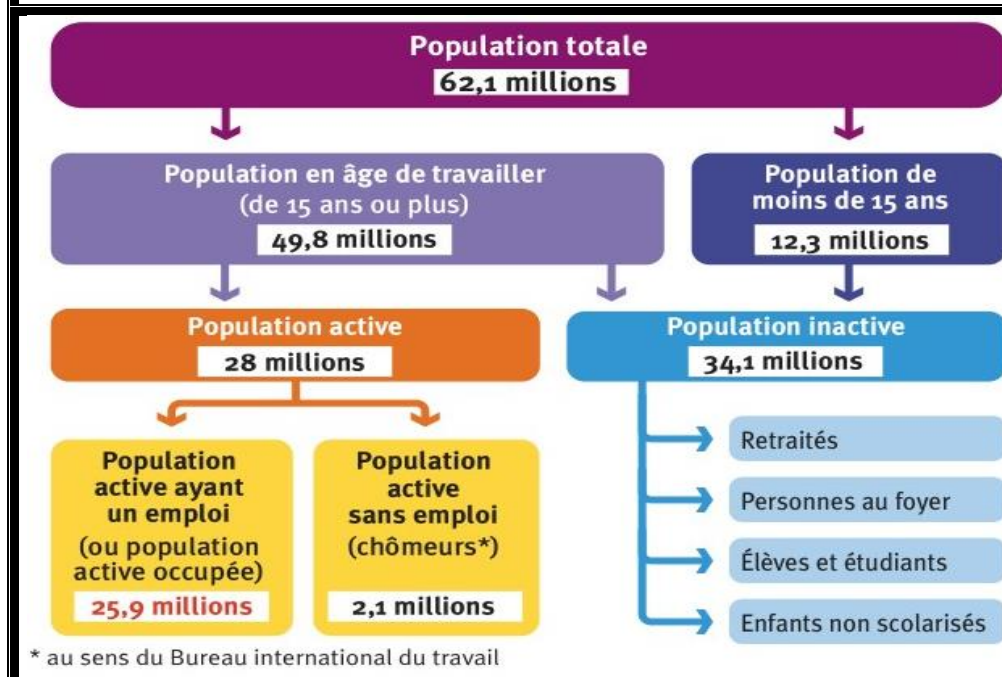 Population totale
62,1 millions
Population en âge de travailler
(de 15 ans ou plus)
49,8 millions
Population de
moins de 15 ans
12,3 millions
Population active
28 millions
Population inactive
34,1 millions
Population
active ayant
un emploi
(ou population
active occupée)
25,9 millions
Population
active
sans emploi
(chômeurs*)
2,1 millions
Retraités
Personnes au foyer
Élèves et étudiants
Enfants non scolarisés
* au sens du Bureau international du travail